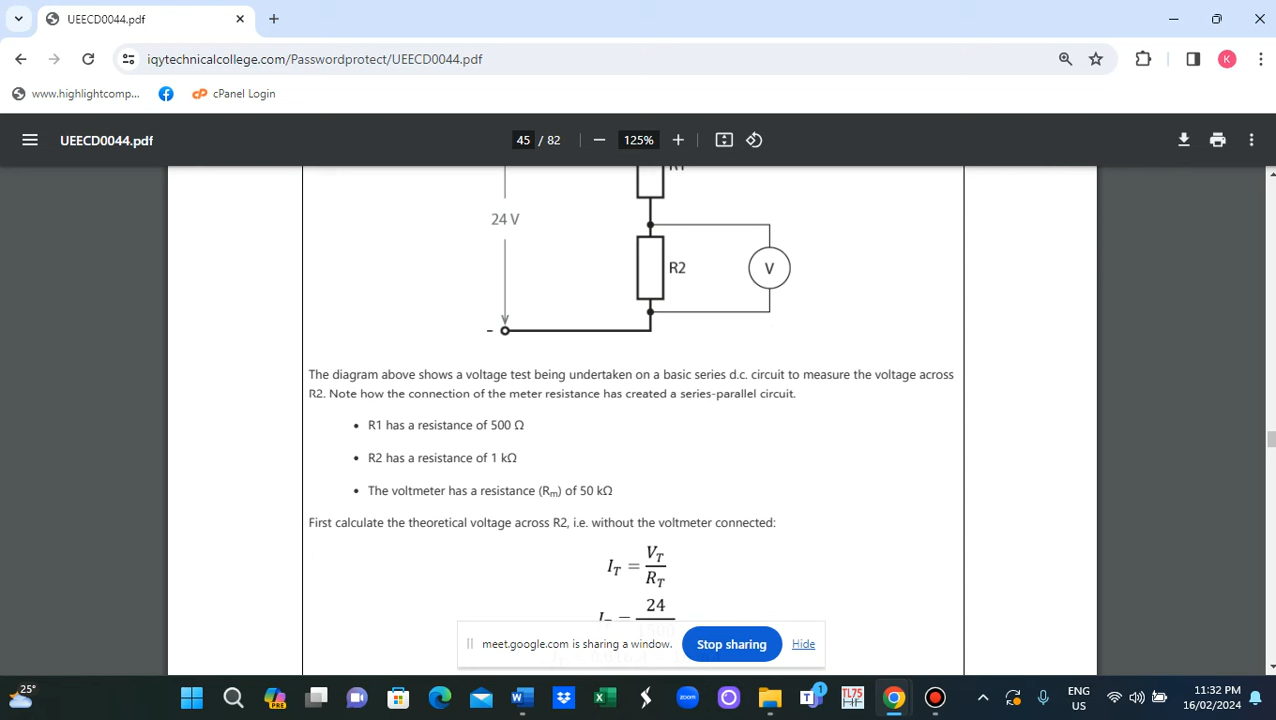 UEECD0044.pdf
iqytechnicalcollege.com/Passwordprotect/UEECD0044.pdf
K
www.highlightcomp...
cPanel Login
UEECD0044.pdf
45 / 82
125%
R1
24 V
R2
V
-
The diagram above shows a voltage test being undertaken on a basic series d.c. circuit to measure the voltage across
R2. Note how the connection of the meter resistance has created a series-parallel circuit.
• R1 has a resistance of 500 Ω
• R2 has a resistance of 1 kΩ
• The voltmeter has a resistance (Rm) of 50 kΩ
First calculate the theoretical voltage across R2, i.e. without the voltmeter connected:
IT = VT / RT
24
meet.google.com is sharing a window.
Stop sharing
Hide
25°
PRE
zoom
1
TL75
ENG
US
11:32 PM
16/02/2024